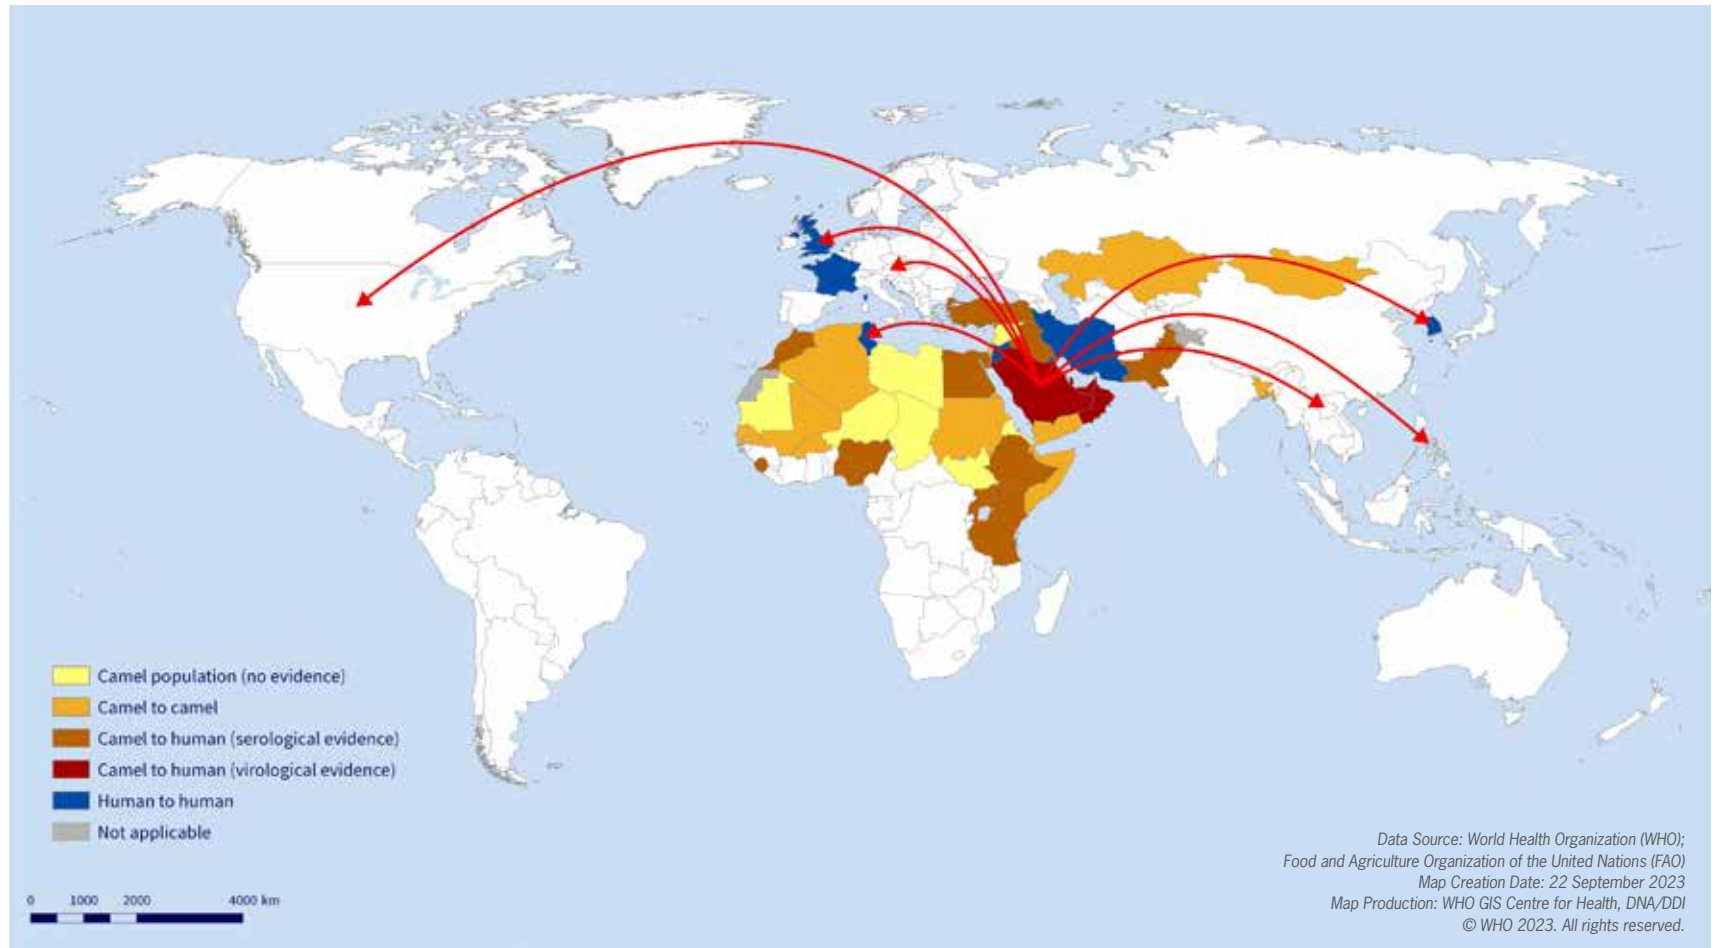 Camel population (no evidence)
Camel to camel
Camel to human (serological evidence)
Camel to human (virological evidence)
Human to human
Not applicable
0 1000 2000 4000 km
Data Source: World Health Organization (WHO);
Food and Agriculture Organization of the United Nations (FAO)
Map Creation Date: 22 September 2023
Map Production: WHO GIS Centre for Health, DNA/DDI
© WHO 2023. All rights reserved.